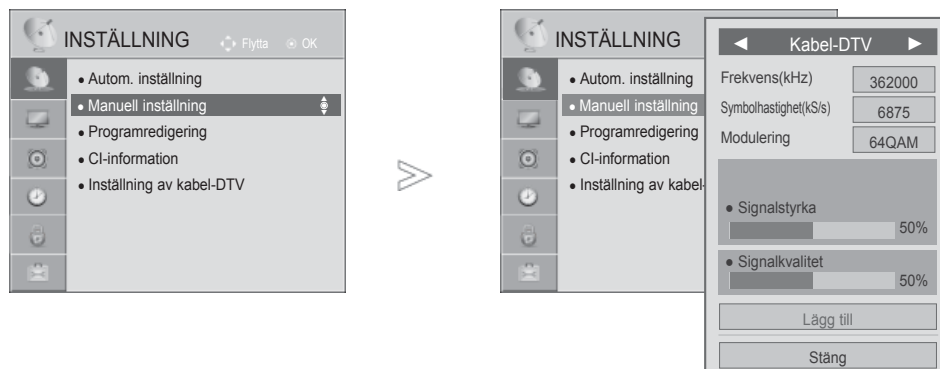 INSTÄLLNING
Flytta OK
● Autom. inställning
● Manuell inställning
● Programredigering
● CI-information
● Inställning av kabel-DTV
INSTÄLLNING
● Autom. inställning
● Manuell inställning
● Programredigering
● CI-information
● Inställning av kabel-
◄ Kabel-DTV ►
Frekvens(kHz) 362000
Symbolhastighet(kS/s) 6875
Modulering 64QAM
● Signalstyrka
50%
● Signalkvalitet
50%
Lägg till
Stäng